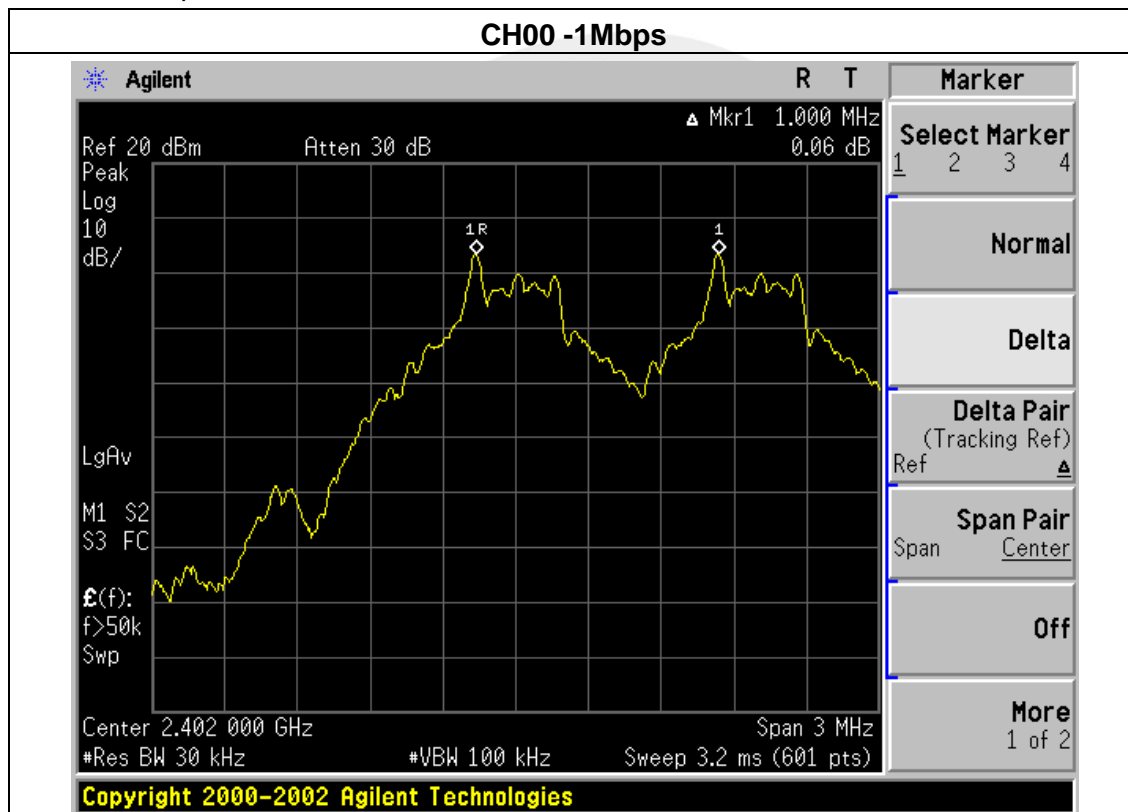 CH00 -1Mbps
Agilent R T
Δ Mkr1 1.000 MHz
Ref 20 dBm Atten 30 dB 0.06 dB
Peak
Log
10
dB/
1R 1
LgAv
M1 S2
S3 FC
£(f):
f>50k
Swp
Center 2.402 000 GHz Span 3 MHz
#Res BW 30 kHz #VBW 100 kHz Sweep 3.2 ms (601 pts)
Copyright 2000-2002 Agilent Technologies
Marker
Select Marker
1 2 3 4
Normal
Delta
Delta Pair
(Tracking Ref)
Ref Δ
Span Pair
Span Center
Off
More
1 of 2